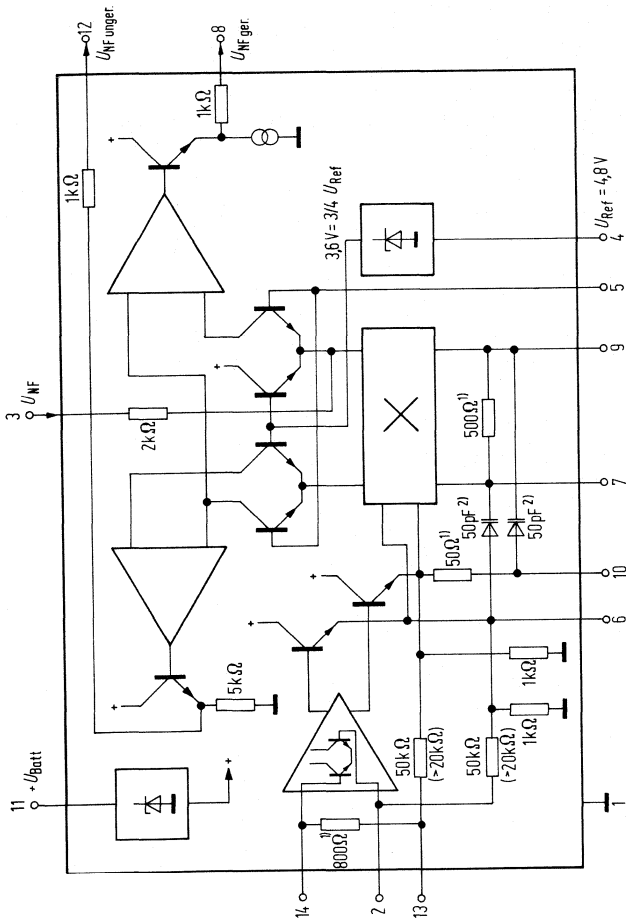 11
+U_Batt
3
U_NF
12
U_NF unger.
8
U_NF ger.
1kΩ
1kΩ
+
+
+
5kΩ
2kΩ
+
3,6V = 3/4 U_Ref
+
+
14
2
13
800Ω 1)
50kΩ
(>20kΩ)
50kΩ
(>20kΩ)
1kΩ
1kΩ
50Ω 1)
50pF 2)
50pF 2)
500Ω 1)
1
6
10
7
9
5
4
U_Ref = 4,8V